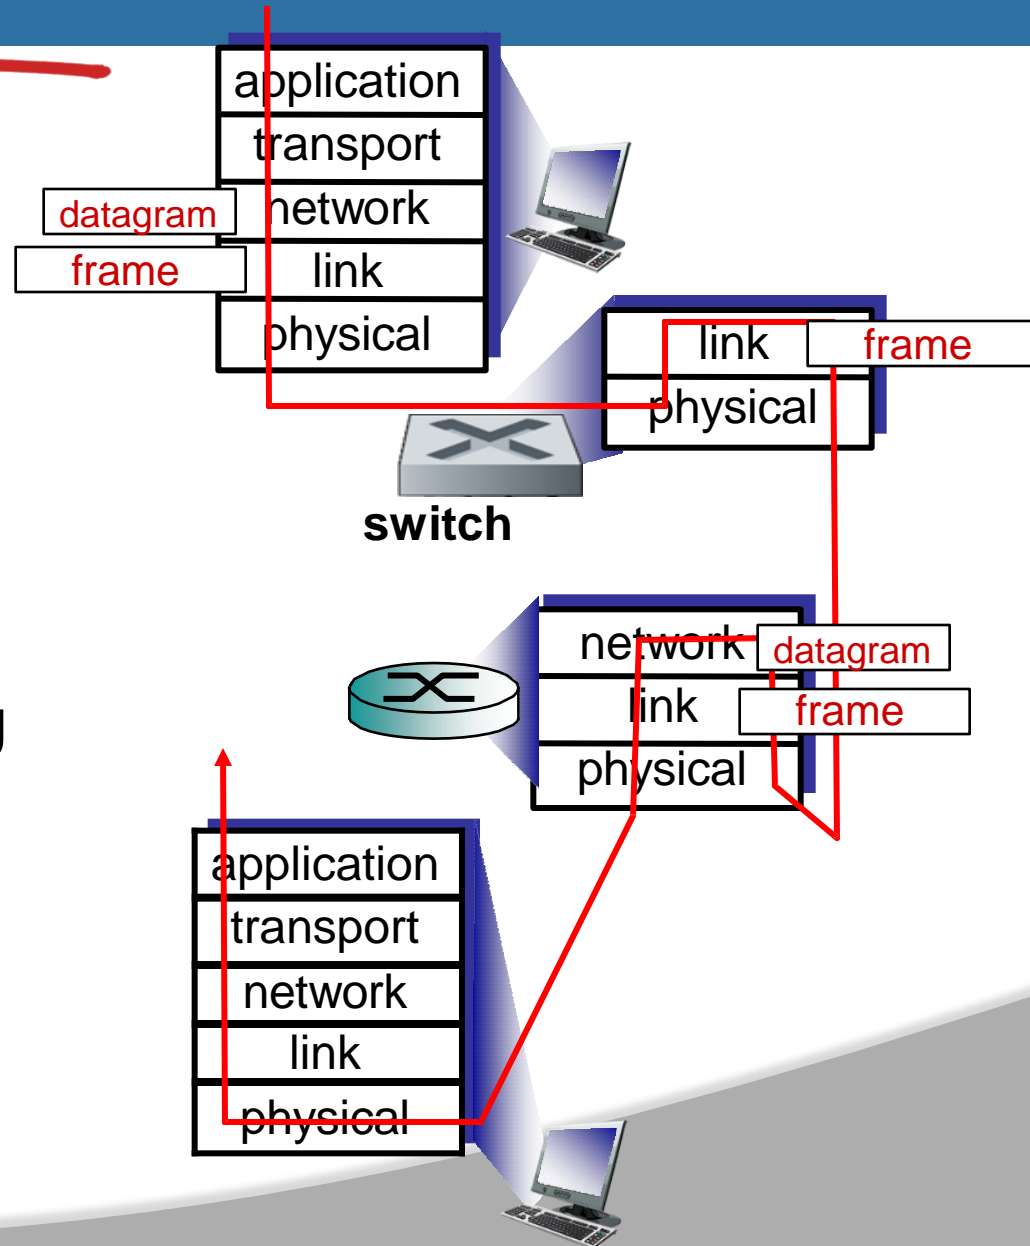 application
transport
datagram
network
frame
link
physical
link
frame
physical
switch
network
datagram
link
frame
physical
g
application
transport
network
link
physical